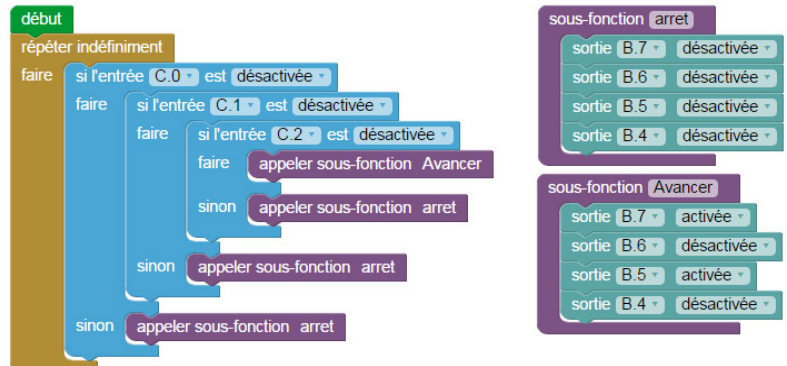 début
répéter indéfiniment
faire si l'entrée C.0 est désactivée
faire si l'entrée C.1 est désactivée
faire si l'entrée C.2 est désactivée
faire appeler sous-fonction Avancer
sinon appeler sous-fonction arret
sinon appeler sous-fonction arret
sinon appeler sous-fonction arret
sous-fonction arret
sortie B.7 désactivée
sortie B.6 désactivée
sortie B.5 désactivée
sortie B.4 désactivée
sous-fonction Avancer
sortie B.7 activée
sortie B.6 désactivée
sortie B.5 activée
sortie B.4 désactivée